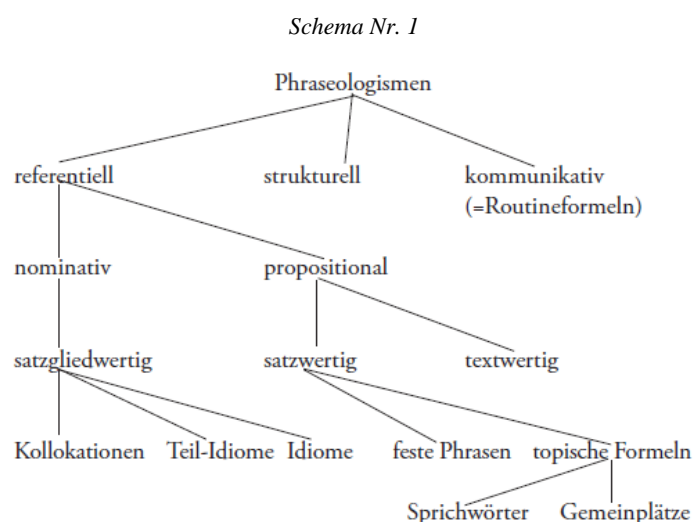 Schema Nr. 1
Phraseologismen
referentiell strukturell kommunikativ
(=Routineformeln)
nominativ propositional
satzgliedwertig satzwertig textwertig
Kollokationen Teil-Idiome Idiome feste Phrasen topische Formeln
Sprichwörter Gemeinplätze